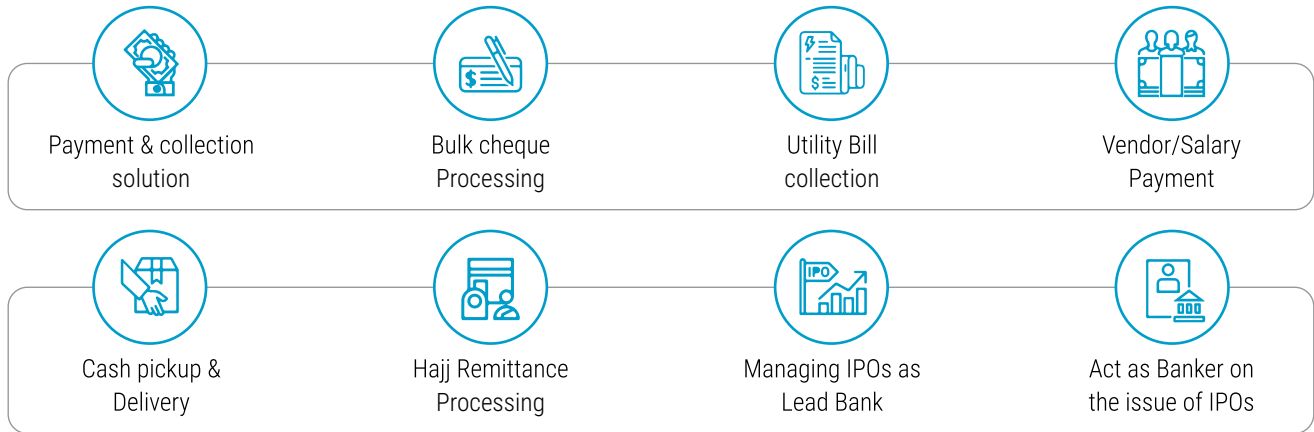 $
$
Payment & collection
solution
Bulk cheque
Processing
Utility Bill
collection
Vendor/Salary
Payment
IPO
Cash pickup &
Delivery
Hajj Remittance
Processing
Managing IPOs as
Lead Bank
Act as Banker on
the issue of IPOs